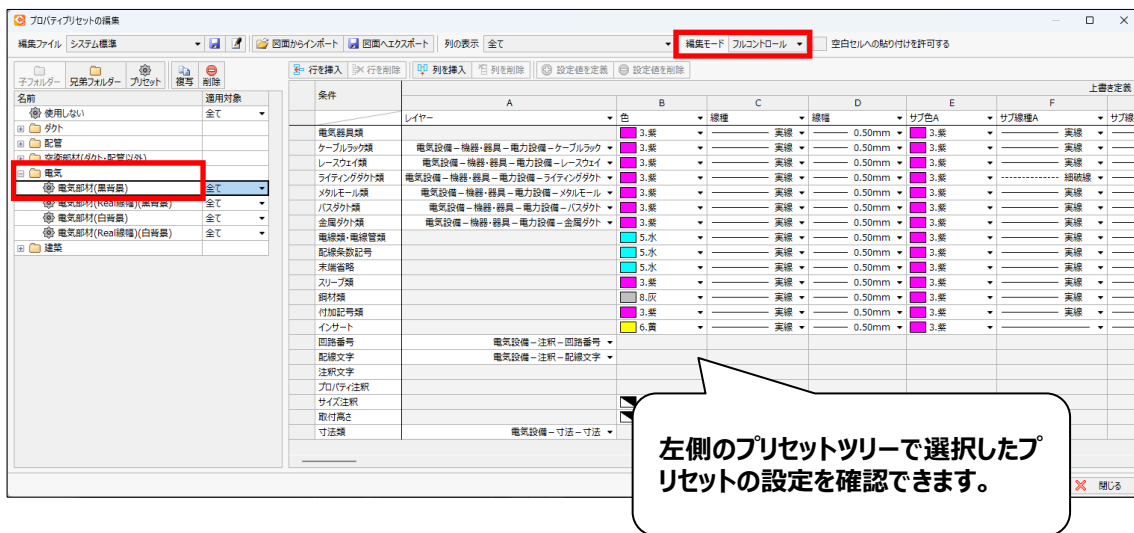 プロパティプリセットの編集
編集ファイル システム標準 図面からインポート 図面へエクスポート 列の表示 全て 編集モード フルコントロール 空白セルへの貼り付けを許可する
子フォルダー 兄弟フォルダー プリセット 複写 削除
行を挿入 行を削除 列を挿入 列を削除 設定値を定義 設定値を削除
名前 適用対象
使用しない 全て
ダクト
配管
空衛部材(ダクト・配管以外)
電気
電気部材(黒背景) 全て
電気部材(Real線幅)(黒背景) 全て
電気部材(白背景) 全て
電気部材(Real線幅)(白背景) 全て
建築
条件 上書き定義
A B C D E F
レイヤー 色 線種 線幅 サブ色A サブ線種A サブ線
電気器具類 3.紫 実線 0.50mm 3.紫 実線
ケーブルラック類 電気設備－機器・器具－電力設備－ケーブルラック 3.紫 実線 0.50mm 3.紫 実線
レースウェイ類 電気設備－機器・器具－電力設備－レースウェイ 3.紫 実線 0.50mm 3.紫 実線
ライティングダクト類 電気設備－機器・器具－電力設備－ライティングダクト 3.紫 実線 0.50mm 3.紫 細破線
メタルモール類 電気設備－機器・器具－電力設備－メタルモール 3.紫 実線 0.50mm 3.紫 実線
バスダクト類 電気設備－機器・器具－電力設備－バスダクト 3.紫 実線 0.50mm 3.紫 実線
金属ダクト類 電気設備－機器・器具－電力設備－金属ダクト 3.紫 実線 0.50mm 3.紫 実線
電線類・電線管類 5.水 実線 0.50mm 3.紫 実線
配線条数記号 5.水 実線 0.50mm 3.紫 実線
末端省略 5.水 実線 0.50mm 3.紫 実線
スリーブ類 3.紫 実線 0.50mm 3.紫 実線
鋼材類 8.灰 実線 0.50mm 3.紫 実線
付加記号類 3.紫 実線 0.50mm 3.紫 実線
インサート 6.黄 実線 0.50mm 3.紫
回路番号 電気設備－注釈－回路番号
配線文字 電気設備－注釈－配線文字
注釈文字
プロパティ注釈
サイズ注釈
取付高さ
寸法類 電気設備－寸法－寸法
左側のプリセットツリーで選択したプ
リセットの設定を確認できます。
閉じる